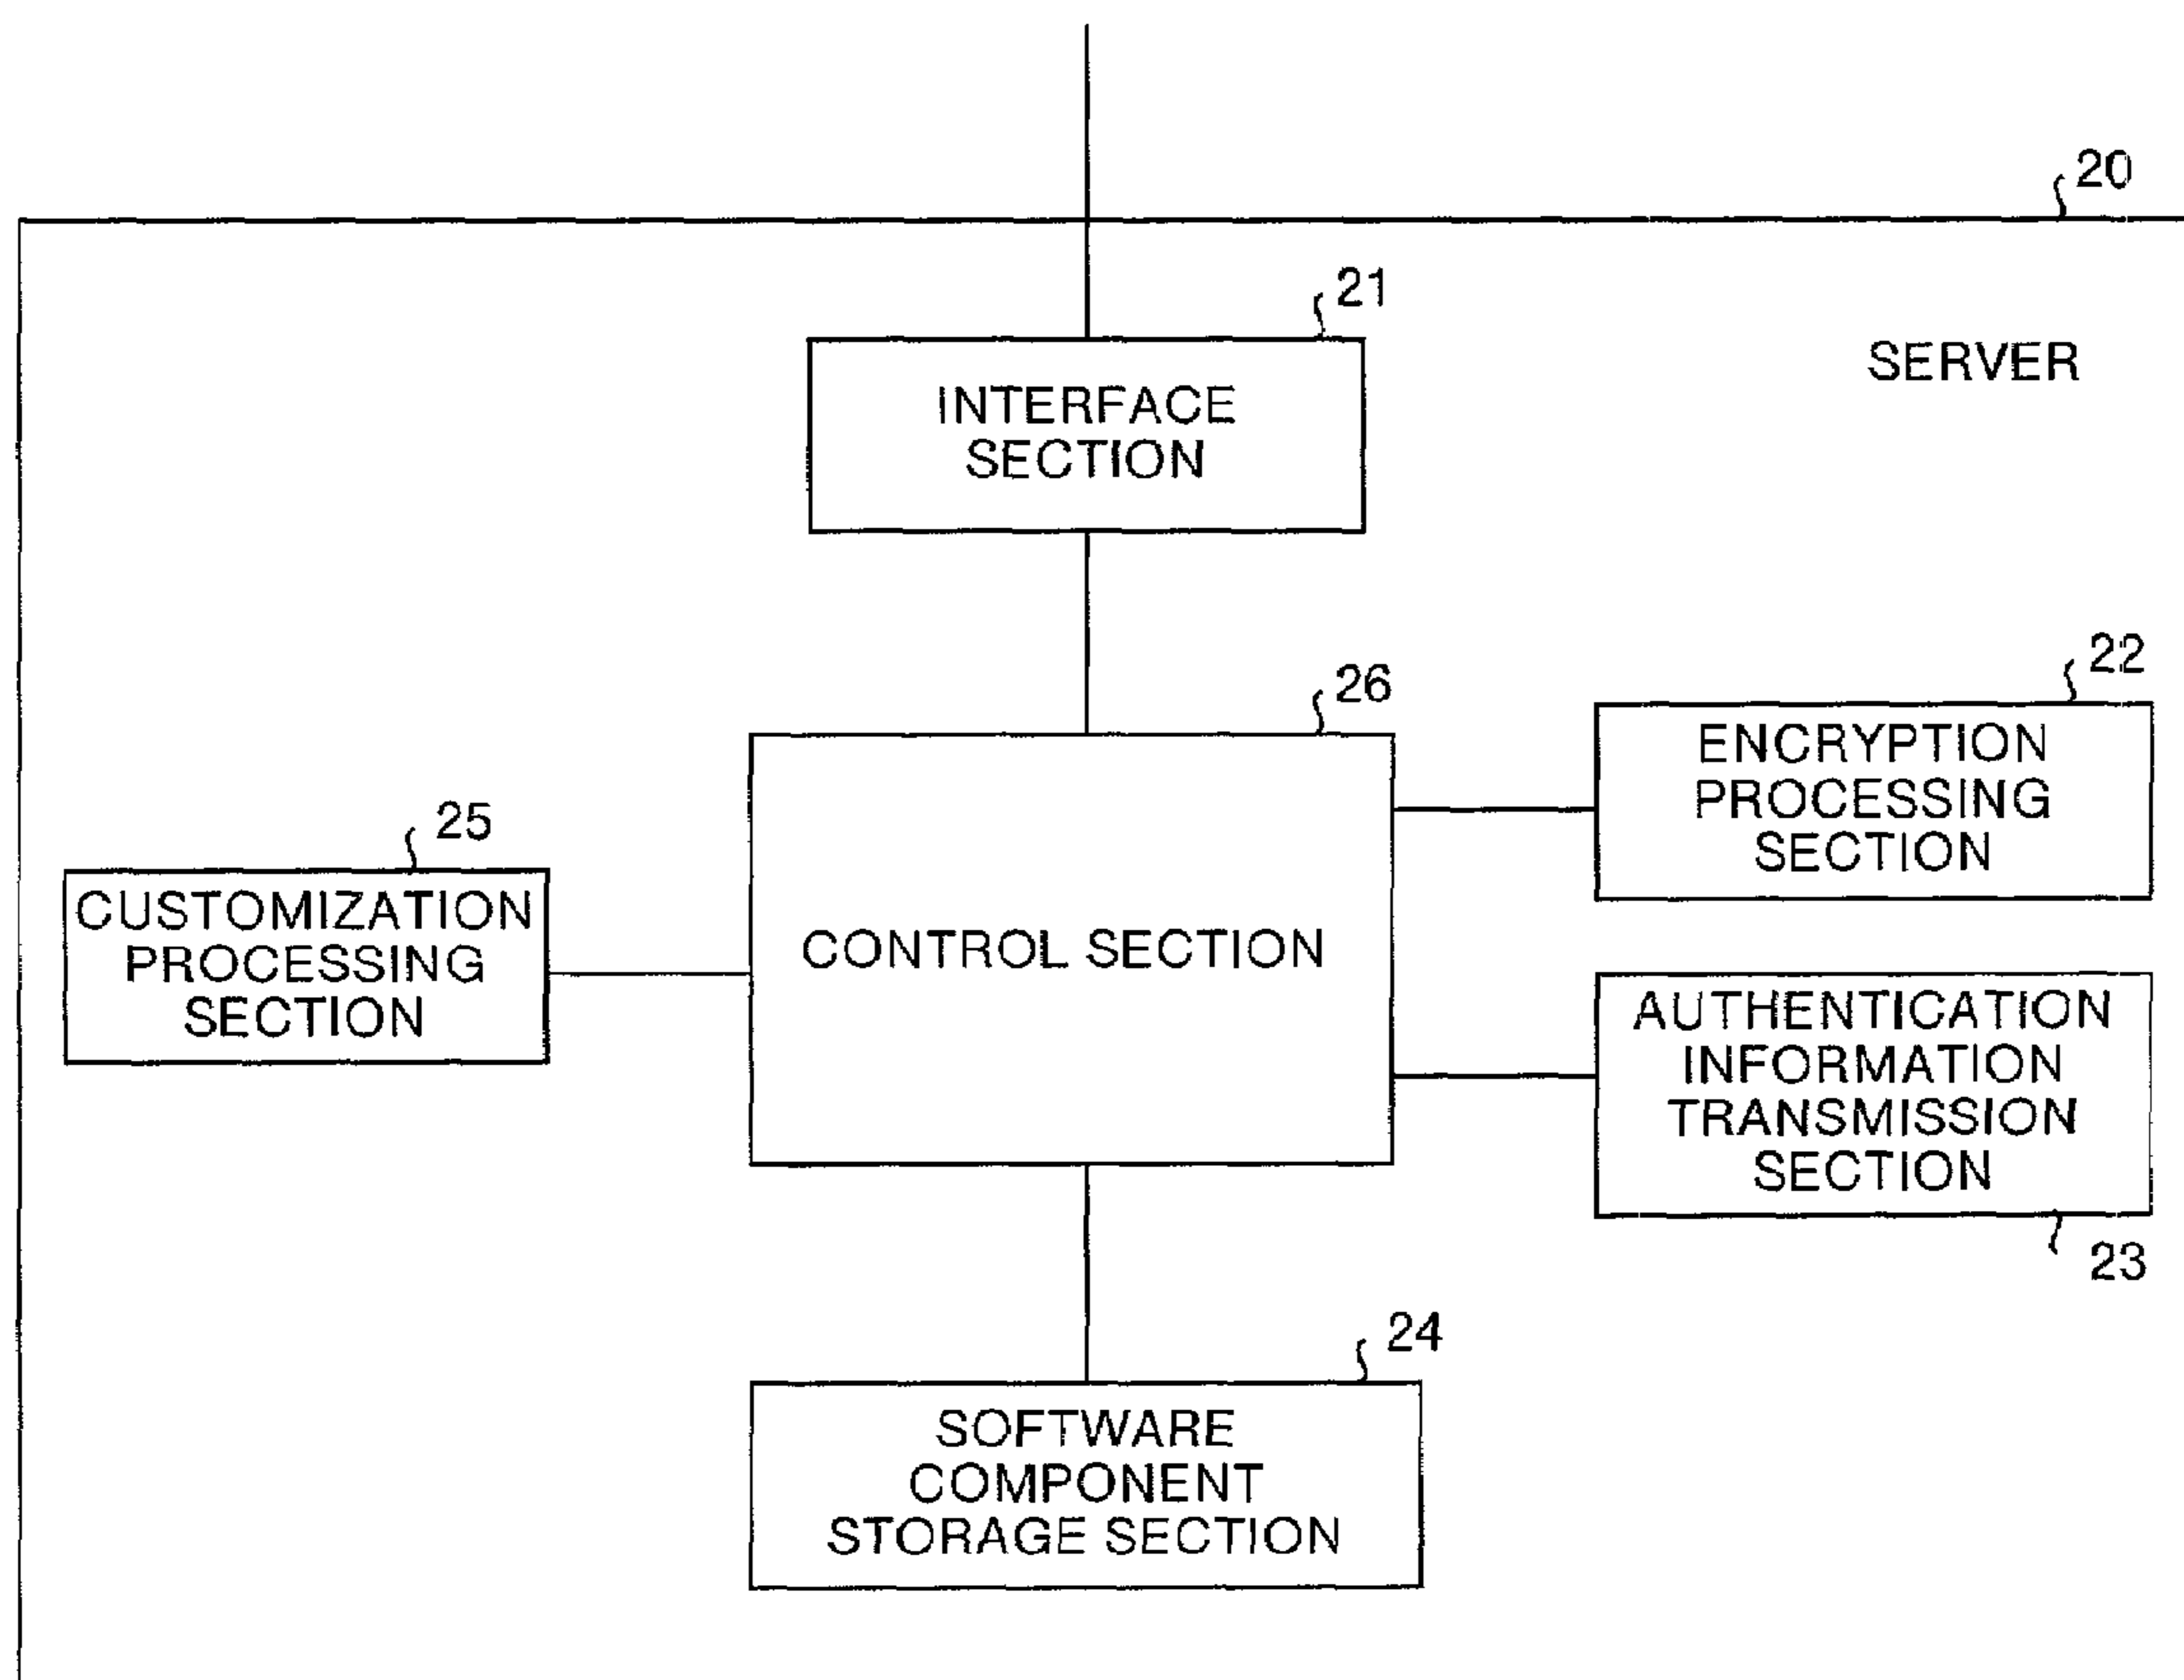 20
SERVER
21
INTERFACE
SECTION
22
ENCRYPTION
PROCESSING
SECTION
26
CONTROL SECTION
25
CUSTOMIZATION
PROCESSING
SECTION
AUTHENTICATION
INFORMATION
TRANSMISSION
SECTION
23
24
SOFTWARE
COMPONENT
STORAGE SECTION